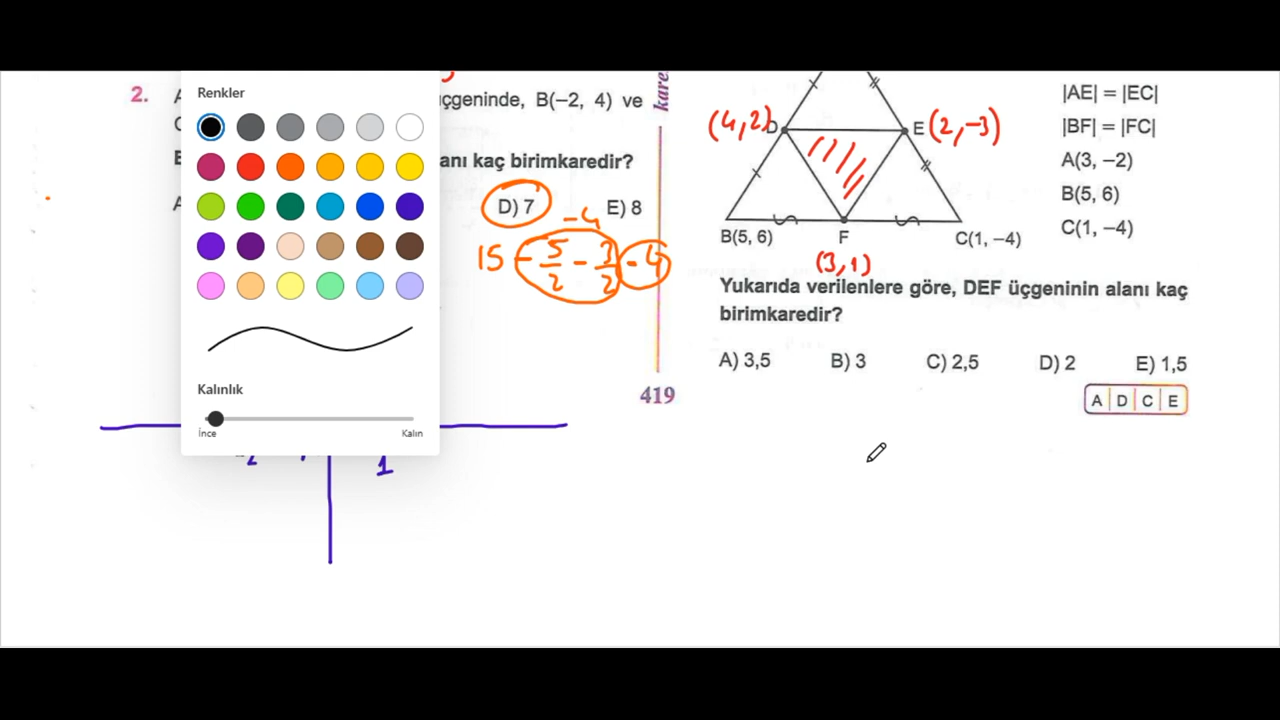 Renkler
Kalınlık
İnce
Kalın
2.
çgeninde, B(−2, 4) ve
anı kaç birimkaredir?
D) 7
E) 8
−4
15 − 5/2 − 3/2 − 4
-2
1
kare
419
(4,2)
D
E
(2,−3)
B(5, 6)
F
C(1, −4)
(3,1)
|AE| = |EC|
|BF| = |FC|
A(3, −2)
B(5, 6)
C(1, −4)
Yukarıda verilenlere göre, DEF üçgeninin alanı kaç
birimkaredir?
A) 3,5 B) 3 C) 2,5 D) 2 E) 1,5
A D C E